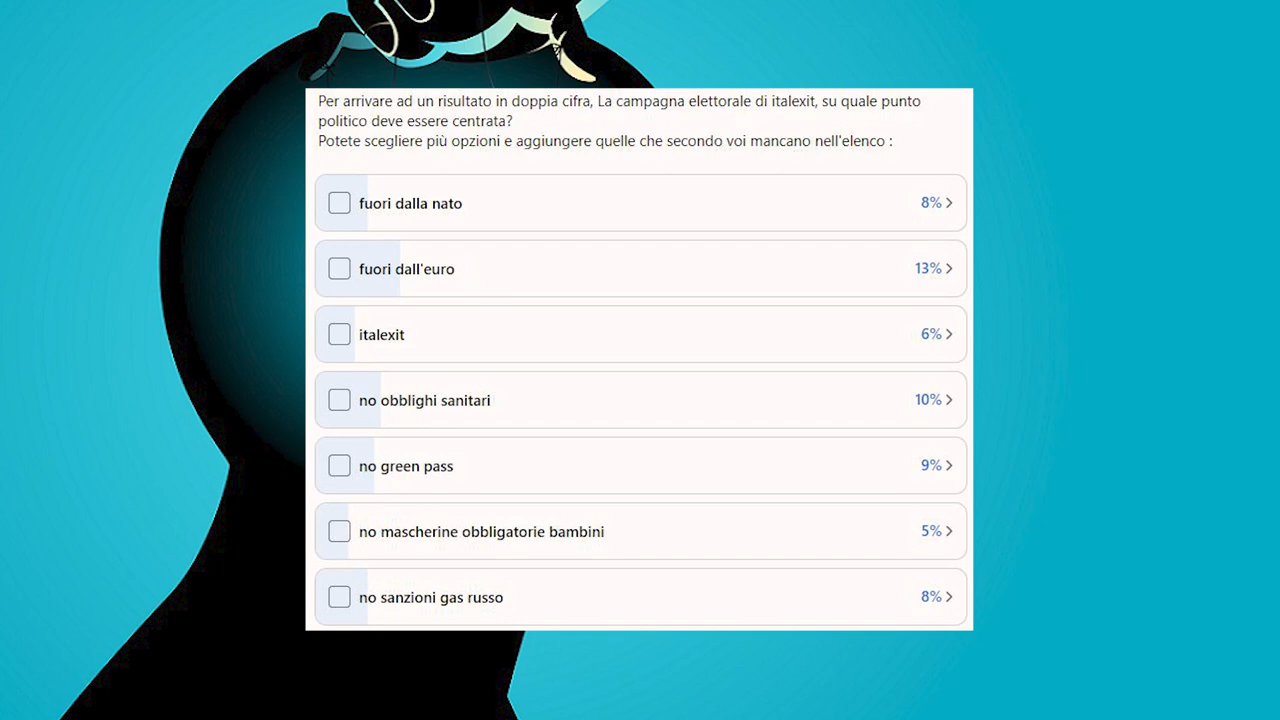 Per arrivare ad un risultato in doppia cifra, La campagna elettorale di italexit, su quale punto
politico deve essere centrata?
Potete scegliere più opzioni e aggiungere quelle che secondo voi mancano nell'elenco :
fuori dalla nato 8%
fuori dall'euro 13%
italexit 6%
no obblighi sanitari 10%
no green pass 9%
no mascherine obbligatorie bambini 5%
no sanzioni gas russo 8%